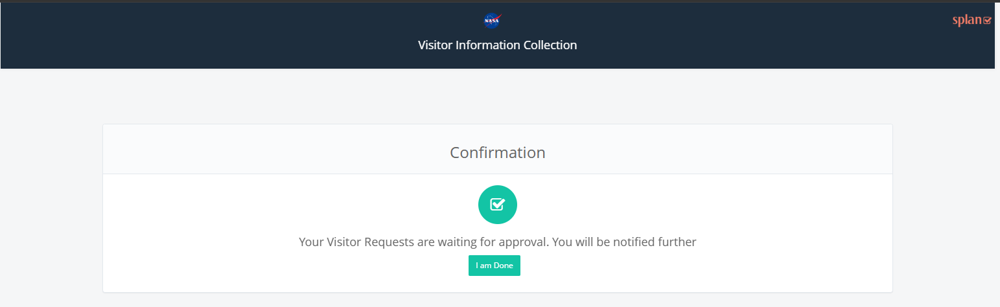 NASA
splan
Visitor Information Collection
Confirmation
Your Visitor Requests are waiting for approval. You will be notified further
I am Done